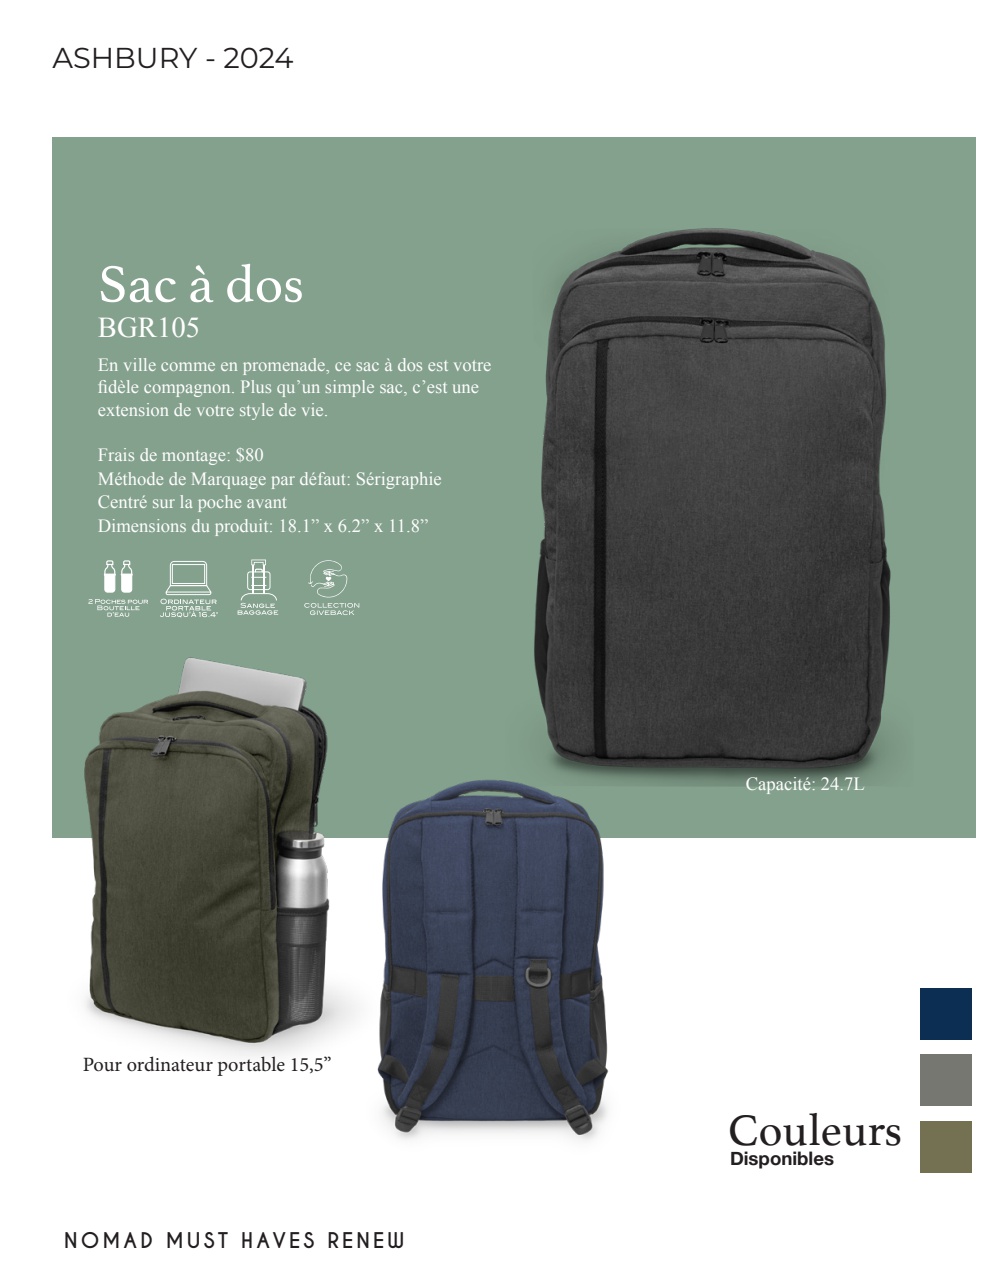 ASHBURY - 2024
Sac à dos
BGR105
En ville comme en promenade, ce sac à dos est votre
fidèle compagnon. Plus qu’un simple sac, c’est une
extension de votre style de vie.
Frais de montage: $80
Méthode de Marquage par défaut: Sérigraphie
Centré sur la poche avant
Dimensions du produit: 18.1” x 6.2” x 11.8”
2 POCHES POUR
BOUTEILLE
D'EAU
ORDINATEUR
PORTABLE
JUSQU'À 16.4"
SANGLE
BAGGAGE
COLLECTION
GIVEBACK
Capacité: 24.7L
Pour ordinateur portable 15,5”
Couleurs
Disponibles
NOMAD MUST HAVES RENEW